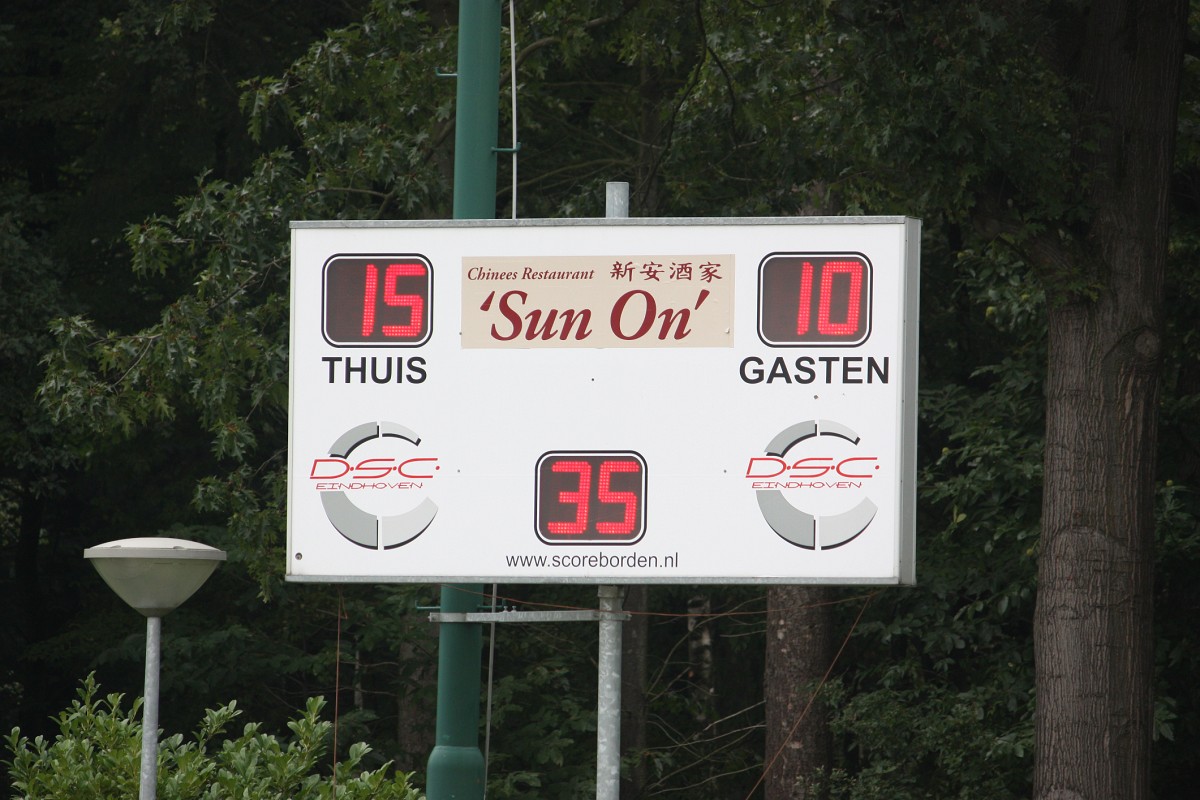 15
Chinees Restaurant 新安酒家
'Sun On'
10
THUIS
GASTEN
D.S.C.
EINDHOVEN
D.S.C.
EINDHOVEN
35
www.scoreborden.nl